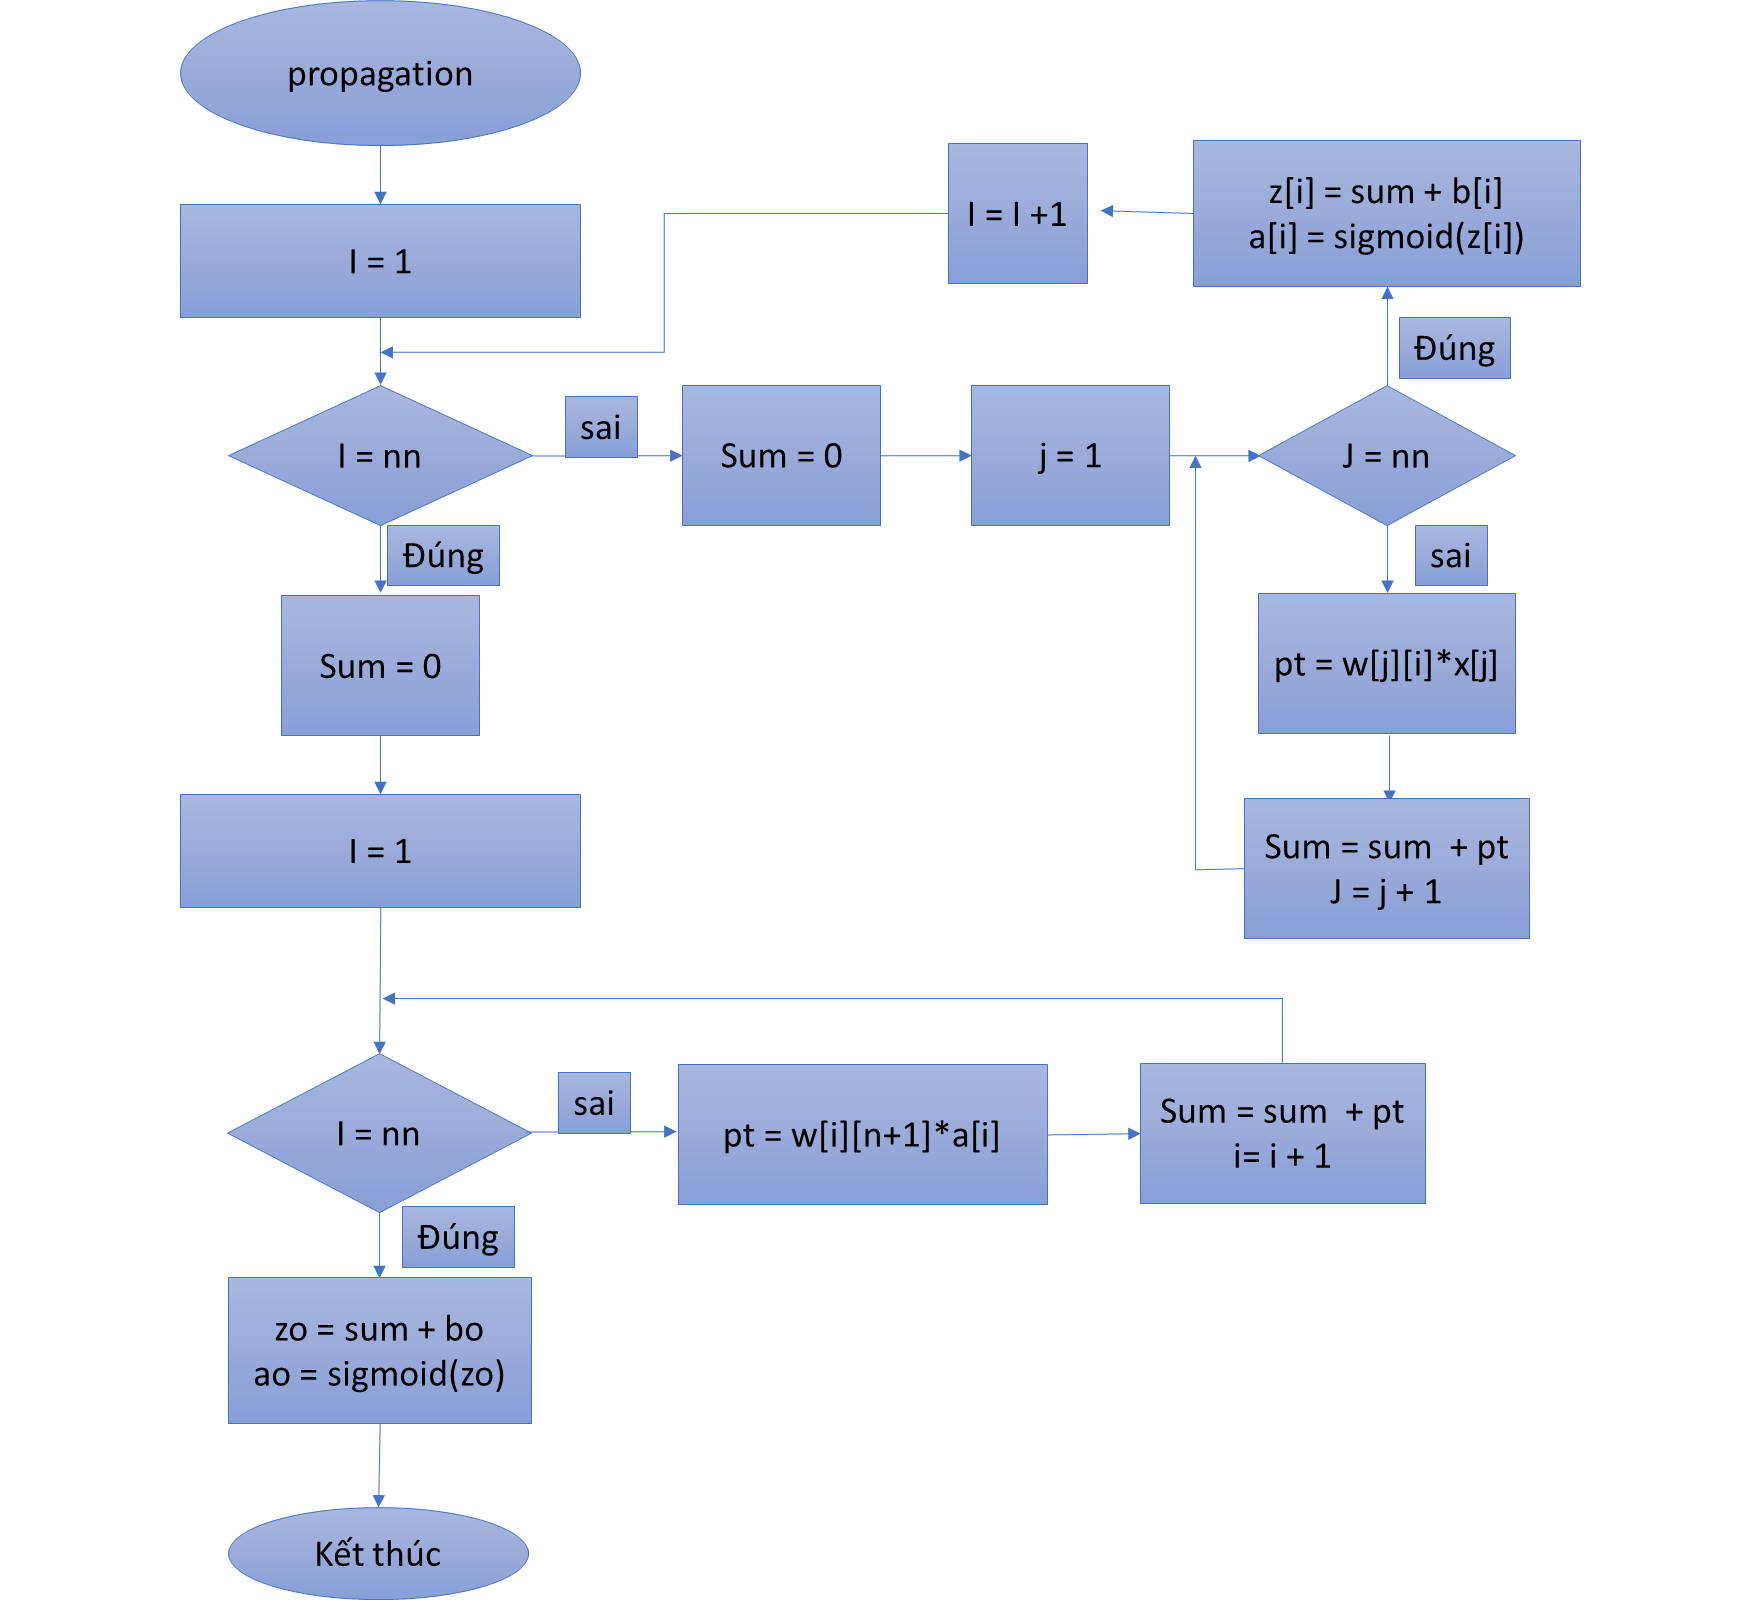 propagation
I = 1
I = I +1
z[i] = sum + b[i]
a[i] = sigmoid(z[i])
Đúng
I = nn
sai
Sum = 0
j = 1
J = nn
Đúng
sai
Sum = 0
pt = w[j][i]*x[j]
I = 1
Sum = sum  + pt
J = j + 1
I = nn
sai
pt = w[i][n+1]*a[i]
Sum = sum  + pt
i= i + 1
Đúng
zo = sum + bo
ao = sigmoid(zo)
Kết thúc